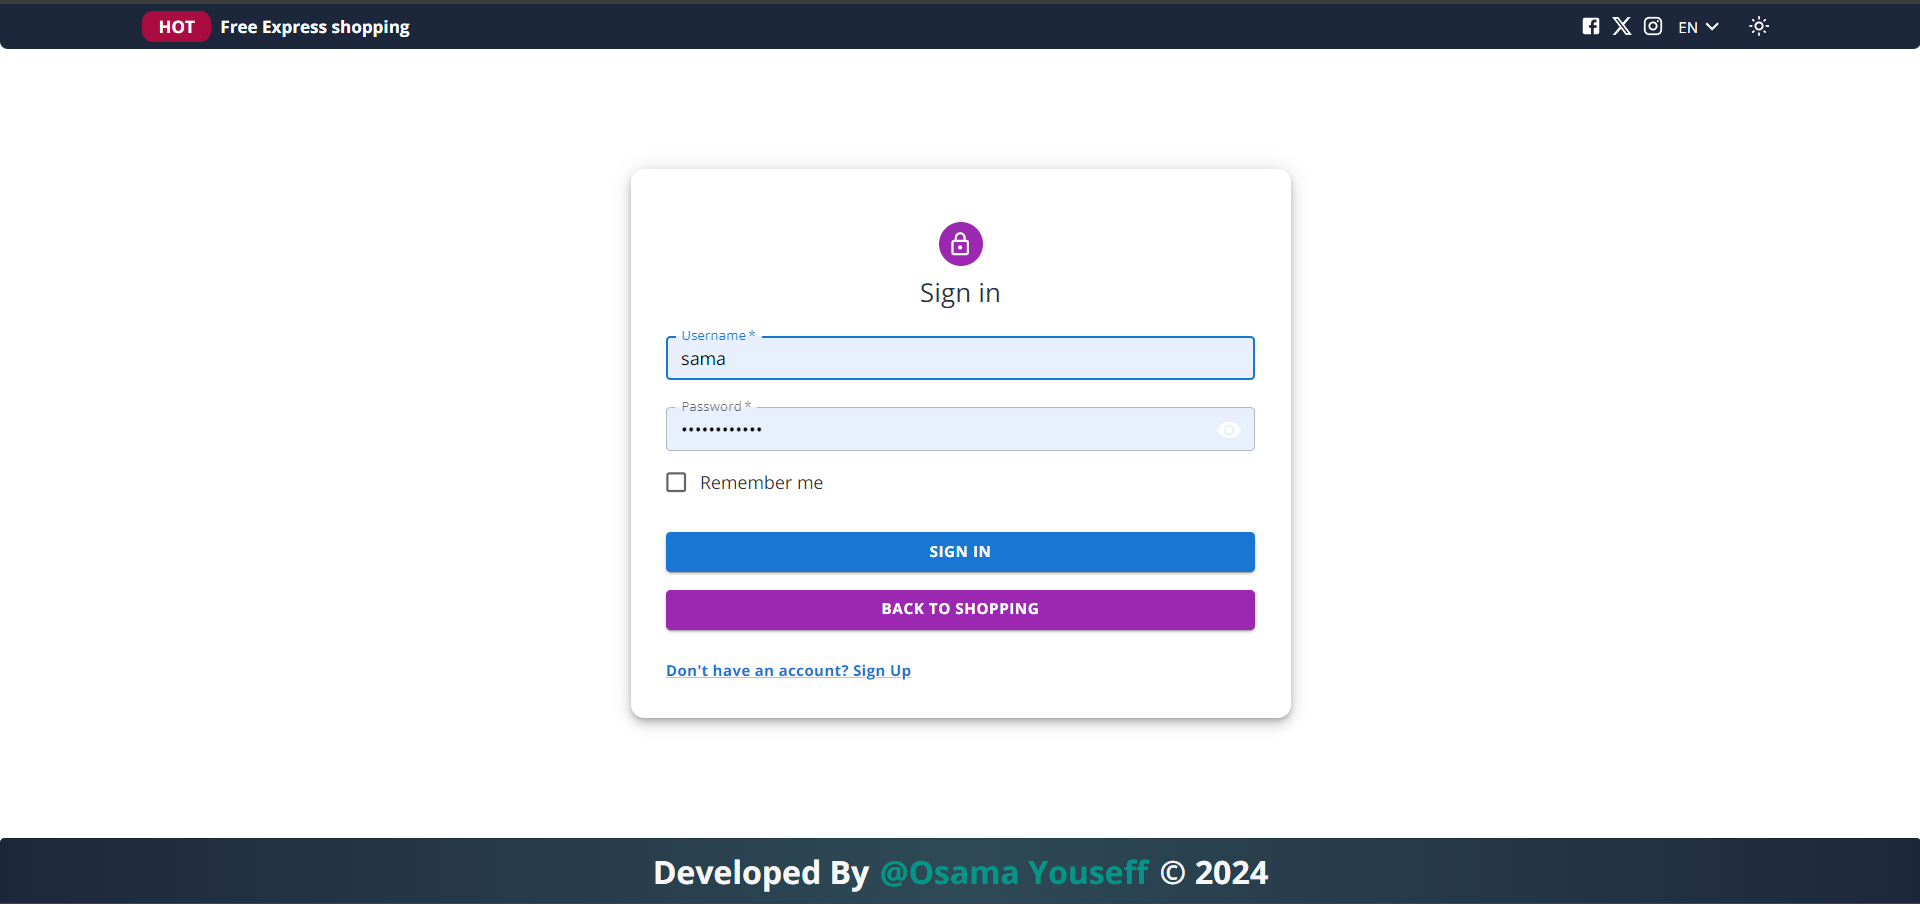 HOT Free Express shopping EN
Sign in
Username *
sama
Password *
••••••••••••
Remember me
SIGN IN
BACK TO SHOPPING
Don't have an account? Sign Up
Developed By @Osama Youseff © 2024